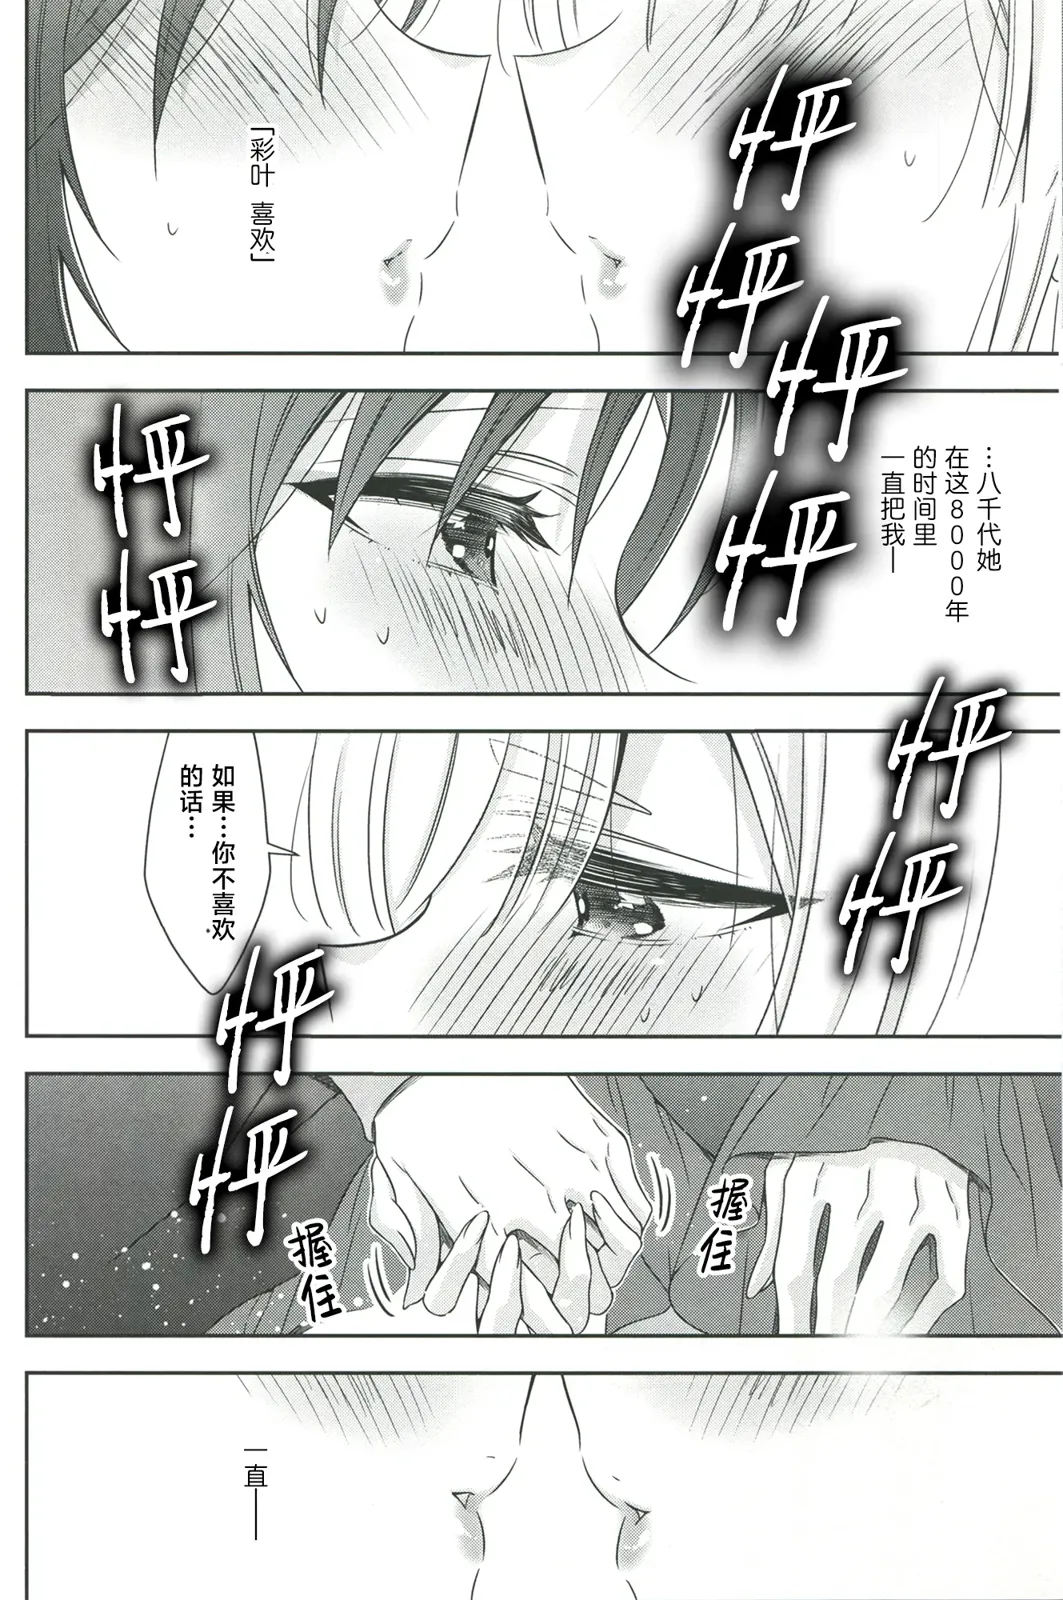 怦
怦
怦
怦
「彩叶 喜欢」
…八千代她
在这8000年
的时间里
一直把我—
怦
怦
怦
怦
如果…你不喜欢
的话…
怦
怦
握住
握住
一直—